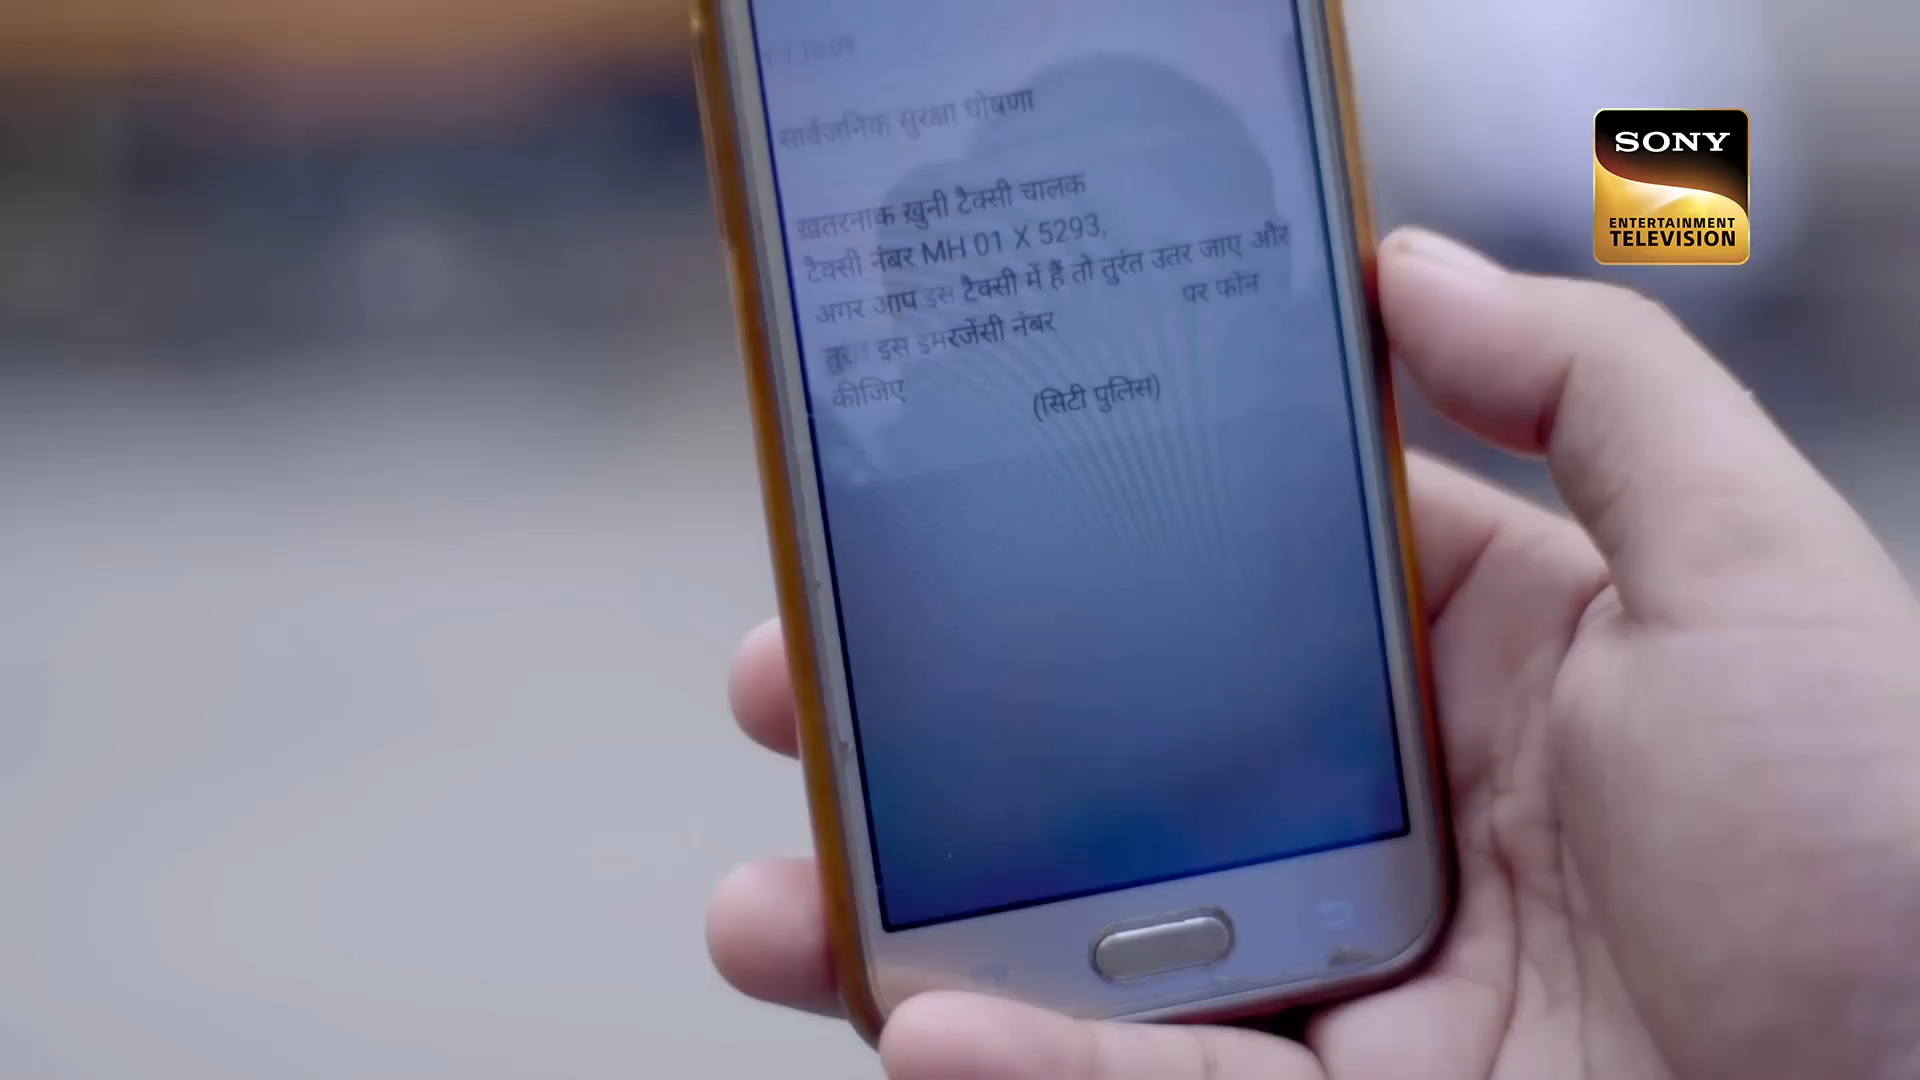 सार्वजनिक सुरक्षा घोषणा
ख़तरनाक ख़ुनी टैक्सी चालक
टैक्सी नंबर MH 01 X 5293,
अगर आप इस टैक्सी में हैं तो तुरंत उतर जाए और
इस इमरजेंसी नंबर पर फोन
कीजिए (सिटी पुलिस)
SONY
ENTERTAINMENT
TELEVISION